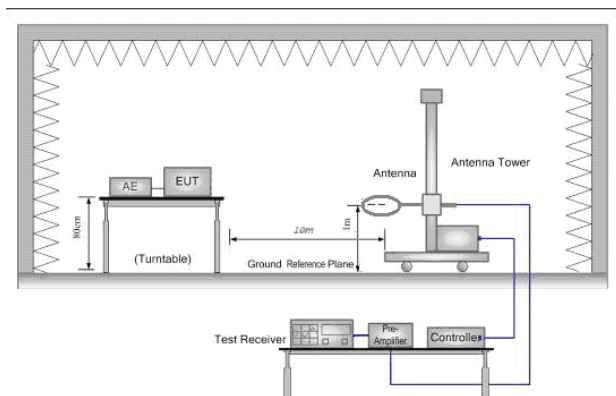 Antenna
Antenna Tower
AE
EUT
80cm
(Turntable)
10m
1m
Ground Reference Plane
Test Receiver
Pre-
Amplifier
Controller